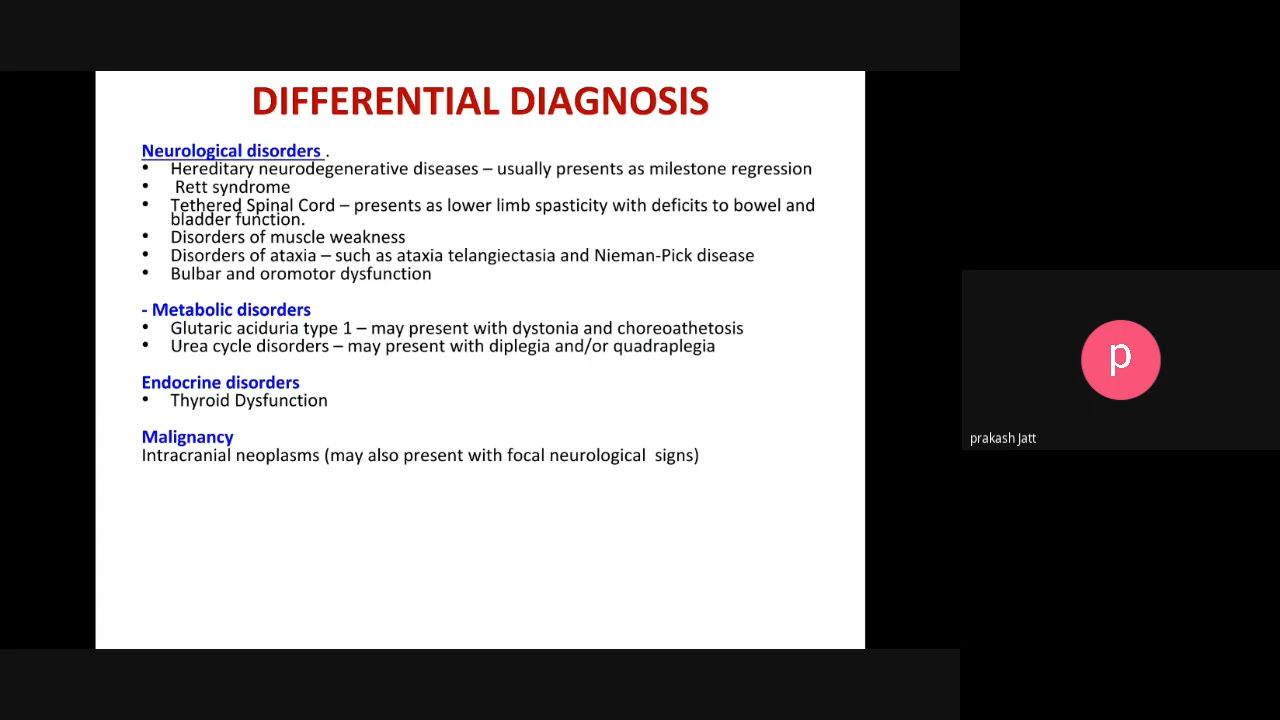 DIFFERENTIAL DIAGNOSIS
Neurological disorders .
• Hereditary neurodegenerative diseases – usually presents as milestone regression
• Rett syndrome
• Tethered Spinal Cord – presents as lower limb spasticity with deficits to bowel and
bladder function.
• Disorders of muscle weakness
• Disorders of ataxia – such as ataxia telangiectasia and Nieman-Pick disease
• Bulbar and oromotor dysfunction
- Metabolic disorders
• Glutaric aciduria type 1 – may present with dystonia and choreoathetosis
• Urea cycle disorders – may present with diplegia and/or quadraplegia
Endocrine disorders
• Thyroid Dysfunction
Malignancy
Intracranial neoplasms (may also present with focal neurological signs)
p
prakash Jatt